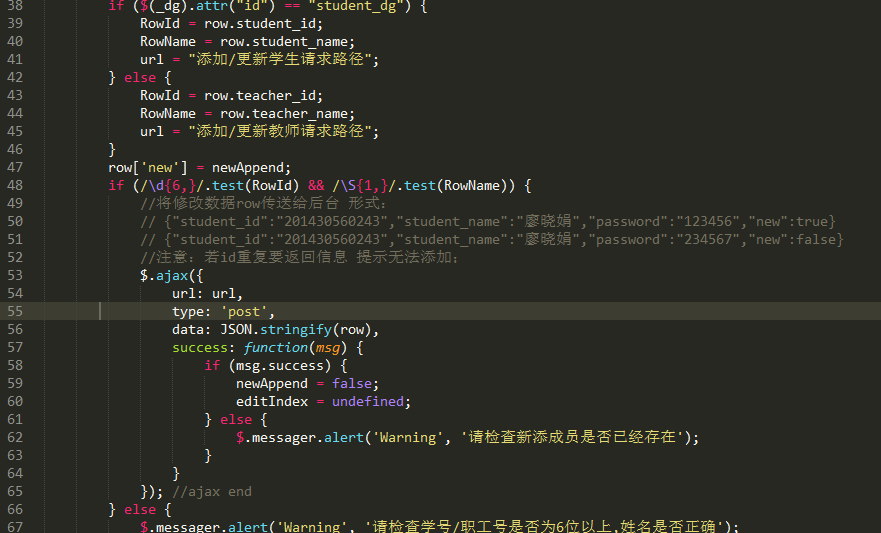 38 if ($(_dg).attr("id") == "student_dg") {
39 RowId = row.student_id;
40 RowName = row.student_name;
41 url = "添加/更新学生请求路径";
42 } else {
43 RowId = row.teacher_id;
44 RowName = row.teacher_name;
45 url = "添加/更新教师请求路径";
46 }
47 row['new'] = newAppend;
48 if (/\d{6,}/.test(RowId) && /\S{1,}/.test(RowName)) {
49 //将修改数据row传送给后台 形式:
50 // {"student_id":"201430560243","student_name":"廖晓娟","password":"123456","new":true}
51 // {"student_id":"201430560243","student_name":"廖晓娟","password":"234567","new":false}
52 //注意: 若id重复要返回信息 提示无法添加;
53 $.ajax({
54 url: url,
55 type: 'post',
56 data: JSON.stringify(row),
57 success: function(msg) {
58 if (msg.success) {
59 newAppend = false;
60 editIndex = undefined;
61 } else {
62 $.messager.alert('Warning', '请检查新添成员是否已经存在');
63 }
64 }
65 }); //ajax end
66 } else {
67 $.messager.alert('Warning', '请检查学号/职工号是否为6位以上,姓名是否正确');